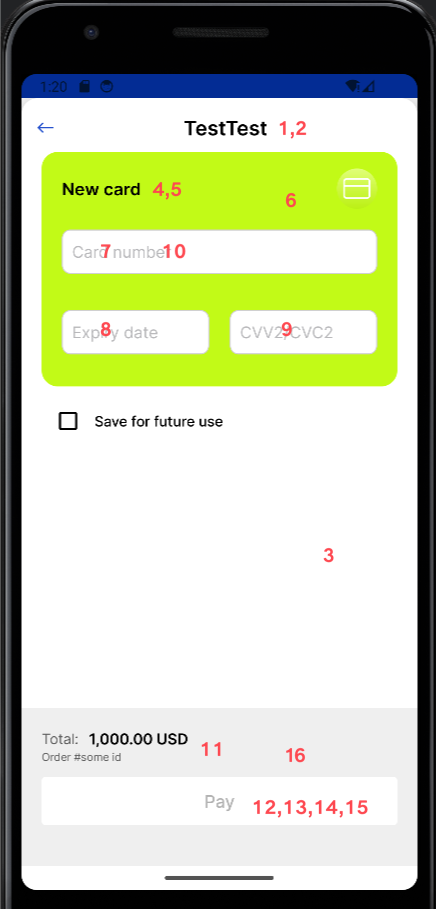 1:20
TestTest 1,2
New card 4,5
6
Card number 7 10
Expiry date 8
CVV2/CVC2 9
Save for future use
3
Total: 1,000.00 USD
Order #some id
11
16
Pay 12,13,14,15